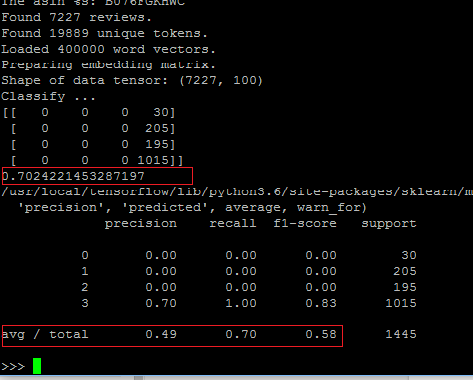 The asin %s: B076FGKHWC
Found 7227 reviews.
Found 19889 unique tokens.
Loaded 400000 word vectors.
Preparing embedding matrix.
Shape of data tensor: (7227, 100)
Classify ...
[[ 0 0 0 30]
[ 0 0 0 205]
[ 0 0 0 195]
[ 0 0 0 1015]]
0.7024221453287197
/usr/local/tensorflow/lib/python3.6/site-packages/sklearn/m
'precision', 'predicted', average, warn_for)
precision recall f1-score support
0 0.00 0.00 0.00 30
1 0.00 0.00 0.00 205
2 0.00 0.00 0.00 195
3 0.70 1.00 0.83 1015
avg / total 0.49 0.70 0.58 1445
>>>